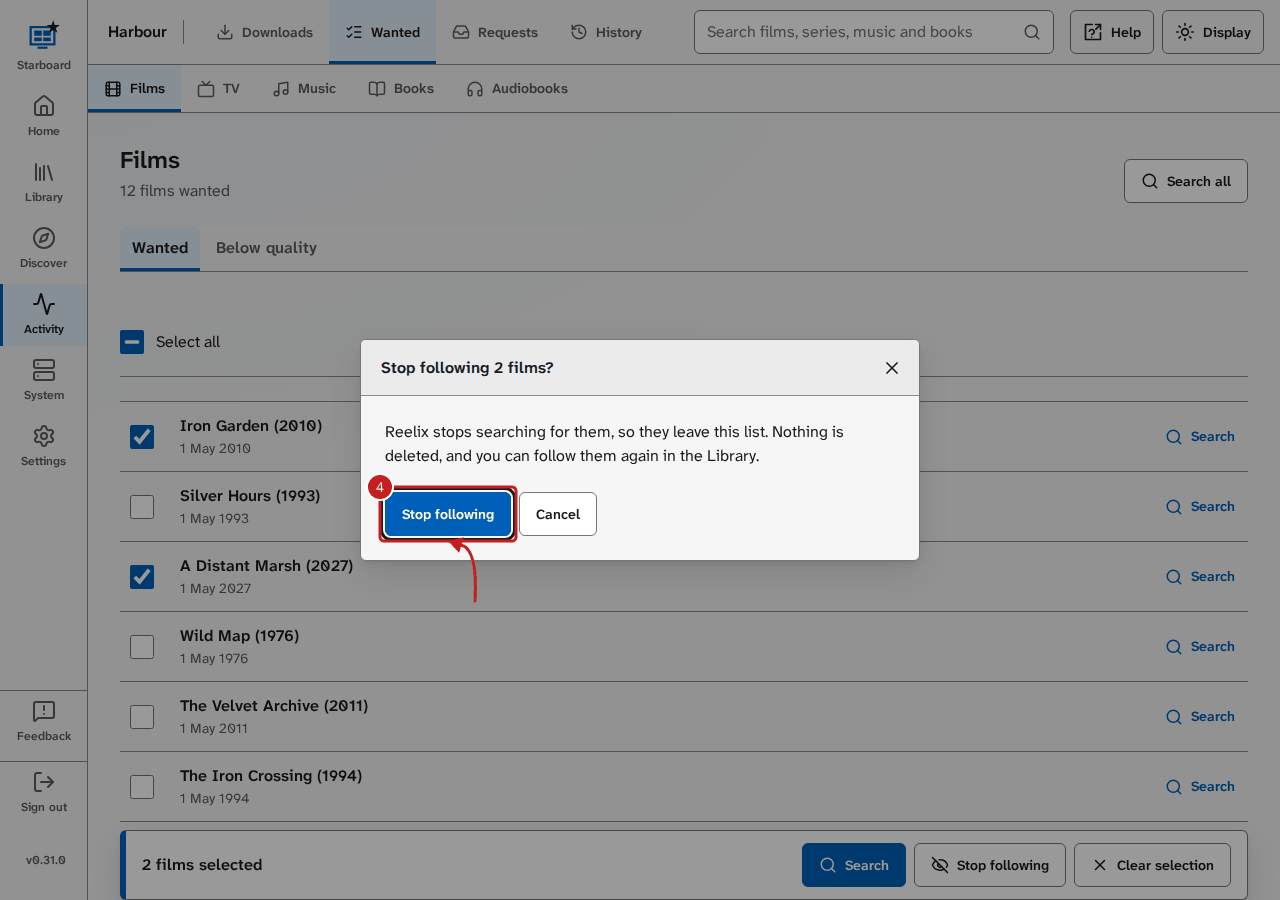 Starboard
Home
Library
Discover
Activity
System
Settings
Feedback
Sign out
v0.31.0
Harbour
Downloads
Wanted
Requests
History
Search films, series, music and books
Help
Display
Films
TV
Music
Books
Audiobooks
Films
12 films wanted
Search all
Wanted
Below quality
Select all
Stop following 2 films?
Reelix stops searching for them, so they leave this list. Nothing is
deleted, and you can follow them again in the Library.
4
Stop following
Cancel
Iron Garden (2010)
1 May 2010
Search
Silver Hours (1993)
1 May 1993
Search
A Distant Marsh (2027)
1 May 2027
Search
Wild Map (1976)
1 May 1976
Search
The Velvet Archive (2011)
1 May 2011
Search
The Iron Crossing (1994)
1 May 1994
Search
2 films selected
Search
Stop following
Clear selection